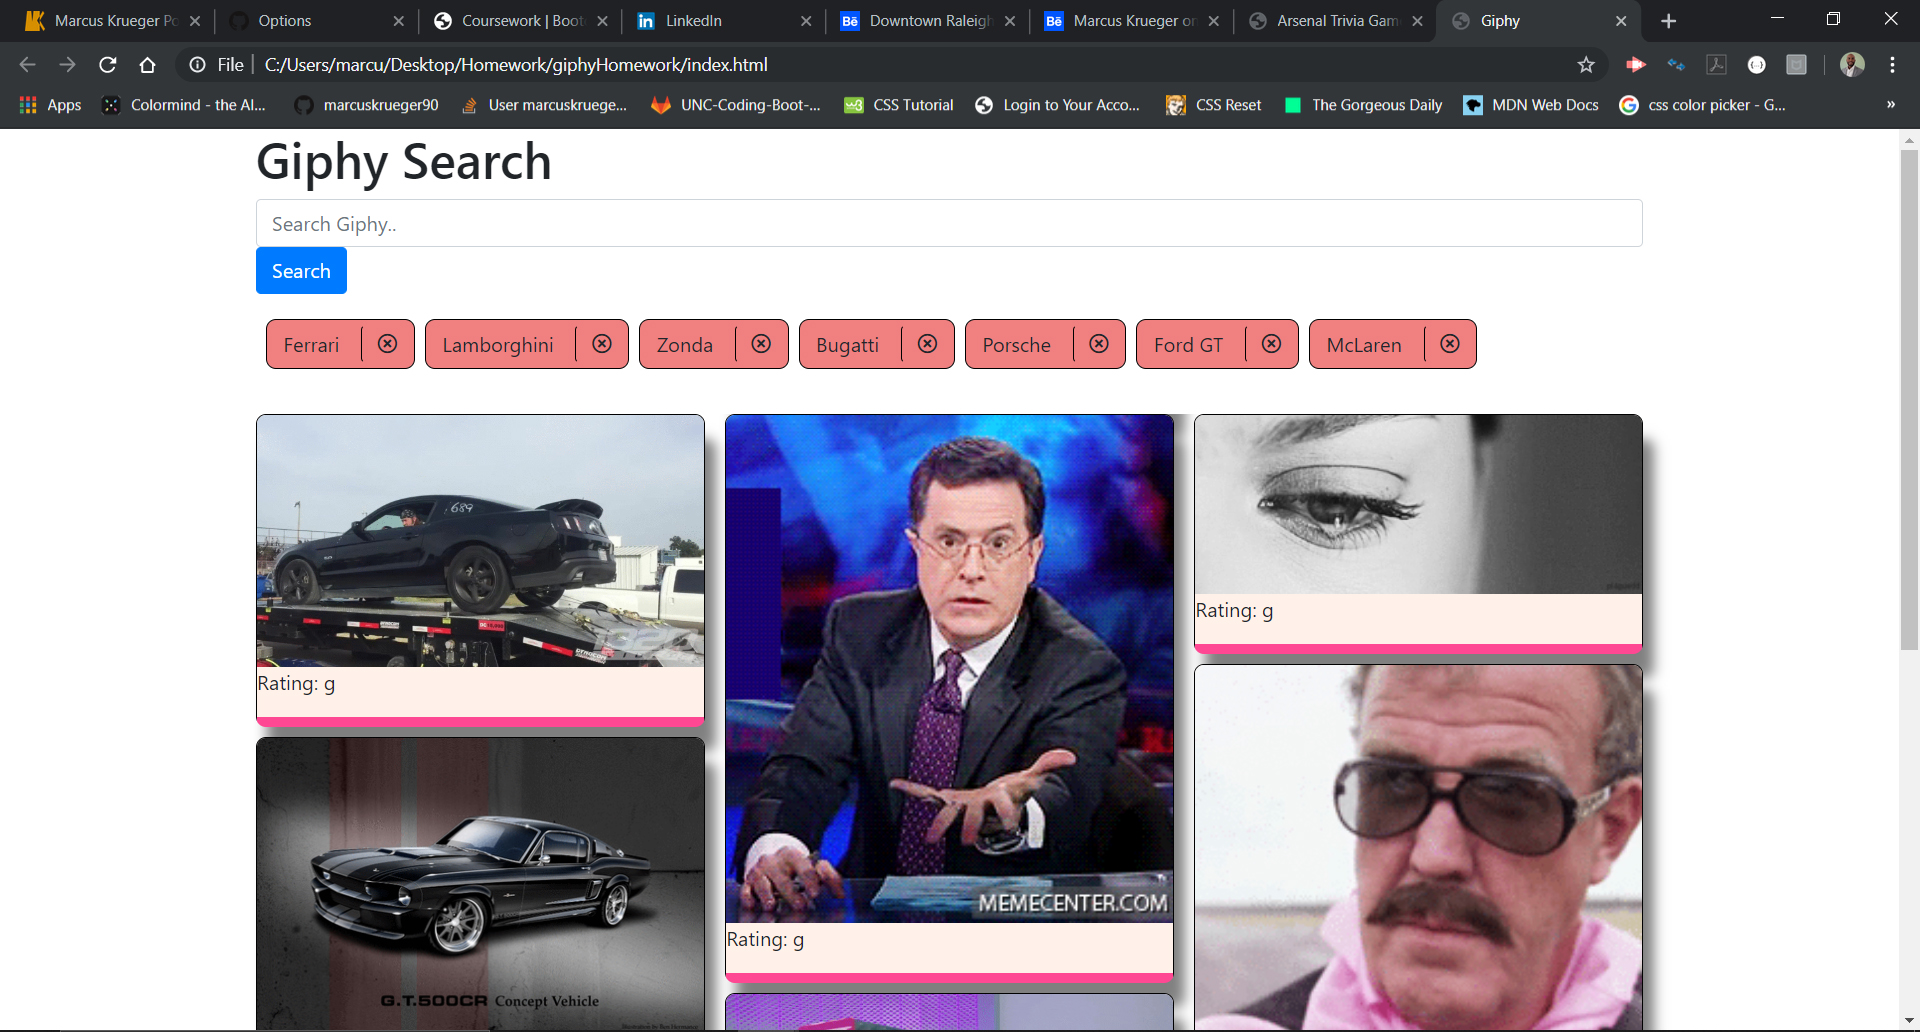 Marcus Krueger Po
Options
Coursework | Boot
LinkedIn
Downtown Raleigh
Marcus Krueger on
Arsenal Trivia Gam
Giphy
File
C:/Users/marcu/Desktop/Homework/giphyHomework/index.html
Apps
Colormind - the AI...
marcuskrueger90
User marcuskruege...
UNC-Coding-Boot-...
CSS Tutorial
Login to Your Acco...
CSS Reset
The Gorgeous Daily
MDN Web Docs
css color picker - G...
»
Giphy Search
Search Giphy..
Search
Ferrari
Lamborghini
Zonda
Bugatti
Porsche
Ford GT
McLaren
689
Rating: g
MEMECENTER.COM
Rating: g
Rating: g
G.T.500CR Concept Vehicle